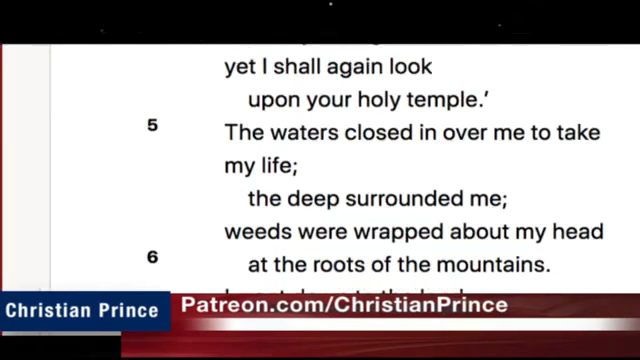 yet I shall again look
upon your holy temple.’
5
The waters closed in over me to take
my life;
the deep surrounded me;
weeds were wrapped about my head
6
at the roots of the mountains.
Christian Prince
Patreon.com/ChristianPrince